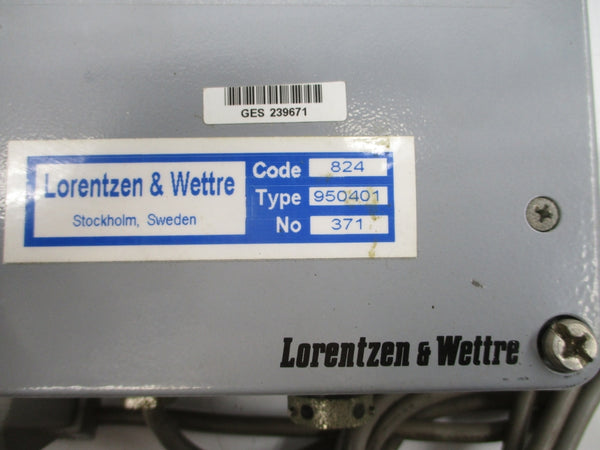 GES 239671
Lorentzen & Wettre
Stockholm, Sweden
Code 824
Type 950401
No 371
Lorentzen & Wettre